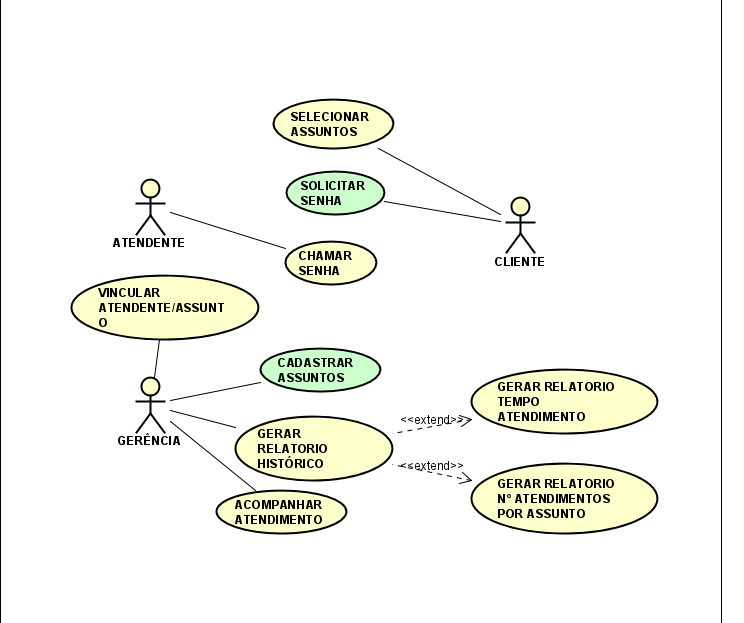 SELECIONAR
ASSUNTOS
SOLICITAR
SENHA
ATENDENTE
CHAMAR
SENHA
CLIENTE
VINCULAR
ATENDENTE/ASSUNT
O
CADASTRAR
ASSUNTOS
GERÊNCIA
GERAR
RELATORIO
HISTÓRICO
<<extend>>
GERAR RELATORIO
TEMPO
ATENDIMENTO
<<extend>>
GERAR RELATORIO
N° ATENDIMENTOS
POR ASSUNTO
ACOMPANHAR
ATENDIMENTO